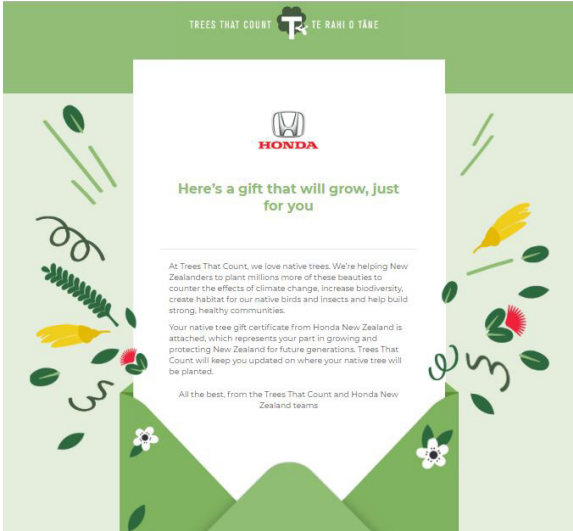 TREES THAT COUNT TE RAHI O TĀNE
HONDA
Here's a gift that will grow, just
for you
At Trees That Count, we love native trees. We're helping New
Zealanders to plant millions more of these beauties to
counter the effects of climate change, increase biodiversity,
create habitat for our native birds and insects and help build
strong, healthy communities.
Your native tree gift certificate from Honda New Zealand is
attached, which represents your part in growing and
protecting New Zealand for future generations. Trees That
Count will keep you updated on where your native tree will
be planted.
All the best, from the Trees That Count and Honda New
Zealand teams